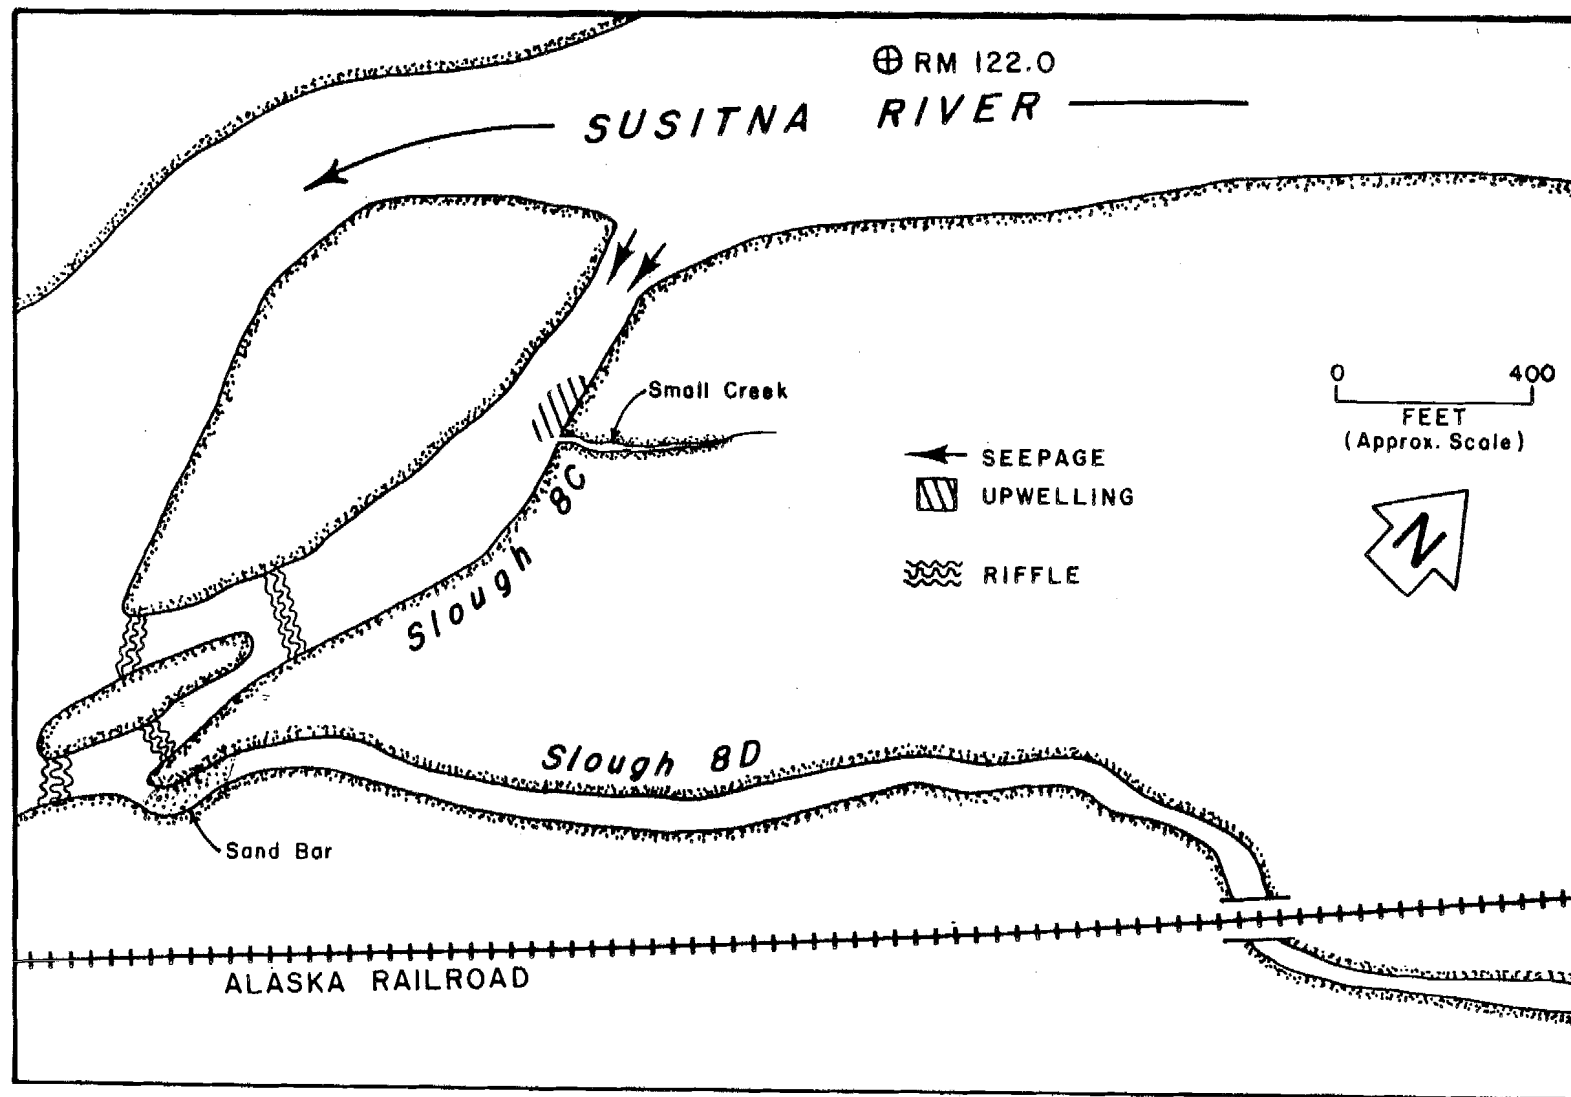 ⊕ RM 122.0
SUSITNA RIVER
Small Creek
0 400
FEET
(Approx. Scale)
SEEPAGE
UPWELLING
RIFFLE
N
Slough 8C
Slough 8D
Sand Bar
ALASKA RAILROAD